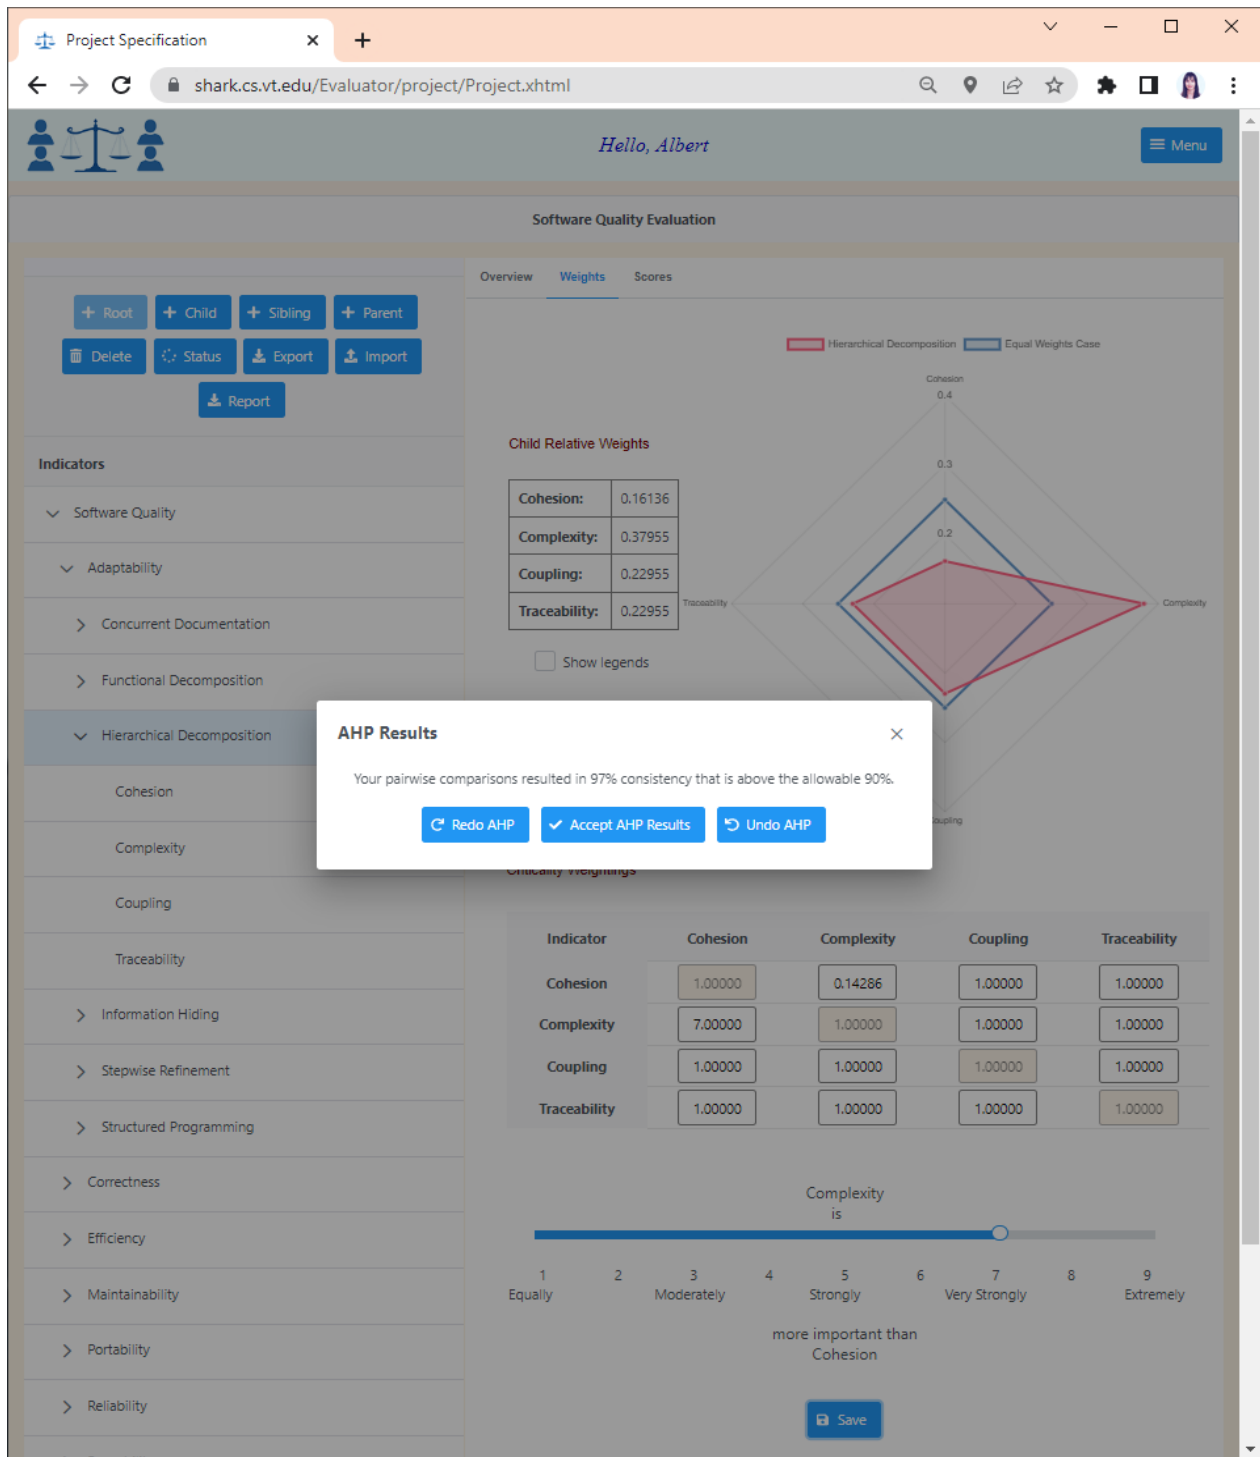 Project Specification
shark.cs.vt.edu/Evaluator/project/Project.xhtml
Hello, Albert
Menu
Software Quality Evaluation
Root
Child
Sibling
Parent
Delete
Status
Export
Import
Report
Indicators
Software Quality
Adaptability
Concurrent Documentation
Functional Decomposition
Hierarchical Decomposition
Cohesion
Complexity
Coupling
Traceability
Information Hiding
Stepwise Refinement
Structured Programming
Correctness
Efficiency
Maintainability
Portability
Reliability
Overview Weights Scores
Hierarchical Decomposition Equal Weights Case
Cohesion
0.4
0.3
0.2
Traceability
Complexity
Coupling
Child Relative Weights
Cohesion: 0.16136
Complexity: 0.37955
Coupling: 0.22955
Traceability: 0.22955
Show legends
AHP Results
Your pairwise comparisons resulted in 97% consistency that is above the allowable 90%.
Redo AHP
Accept AHP Results
Undo AHP
Criticality Weightings
Indicator Cohesion Complexity Coupling Traceability
Cohesion 1.00000 0.14286 1.00000 1.00000
Complexity 7.00000 1.00000 1.00000 1.00000
Coupling 1.00000 1.00000 1.00000 1.00000
Traceability 1.00000 1.00000 1.00000 1.00000
Complexity
is
1 2 3 4 5 6 7 8 9
Equally Moderately Strongly Very Strongly Extremely
more important than
Cohesion
Save